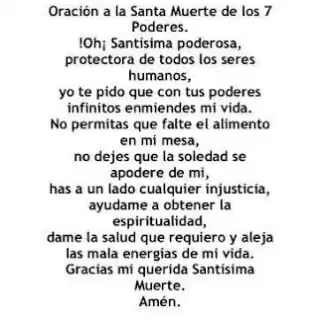 Oración a la Santa Muerte de los 7
Poderes.
!Oh¡ Santísima poderosa,
protectora de todos los seres
humanos,
yo te pido que con tus poderes
infinitos enmiendes mi vida.
No permitas que falte el alimento
en mi mesa,
no dejes que la soledad se
apodere de mi,
has a un lado cualquier injusticia,
ayudame a obtener la
espiritualidad,
dame la salud que requiero y aleja
las mala energías de mi vida.
Gracias mi querida Santísima
Muerte.
Amén.